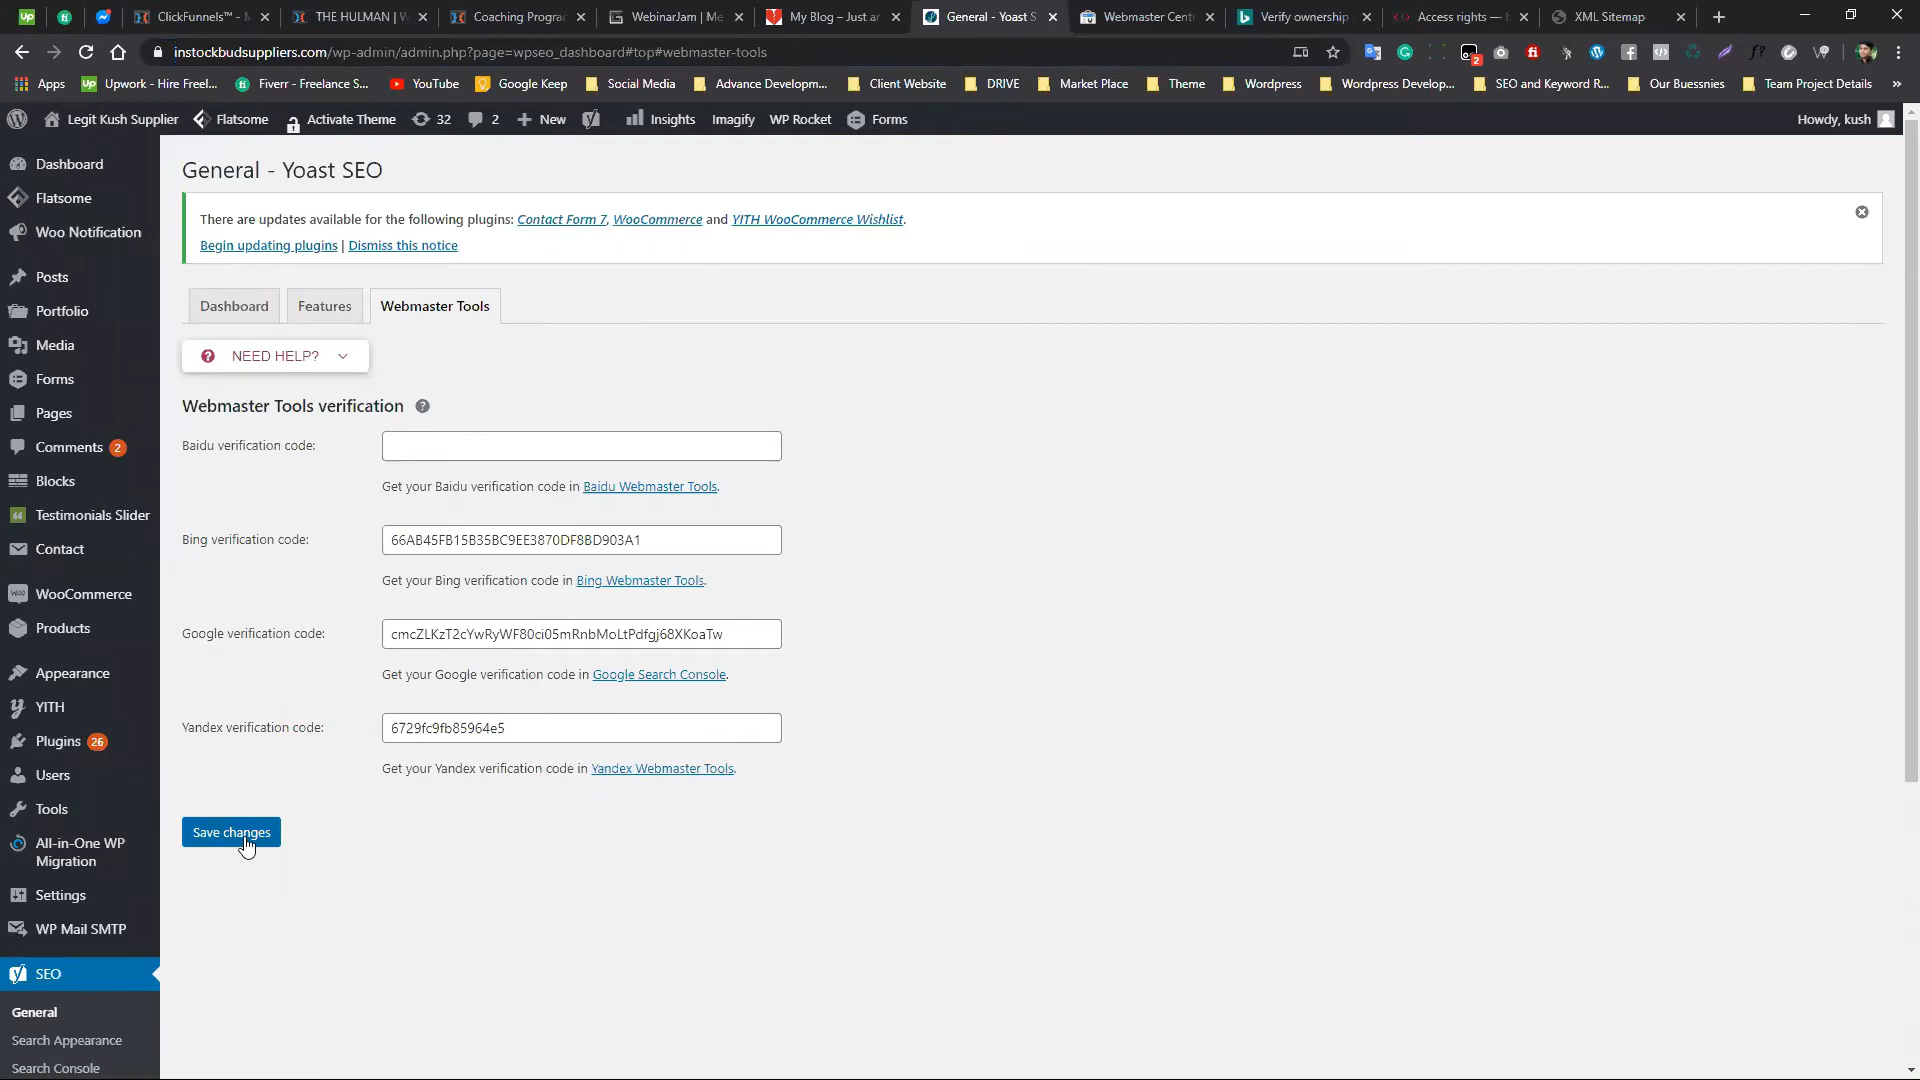 Up
ClickFunnels™ - M
THE HULMAN | W
Coaching Progran
WebinarJam | Me
My Blog – Just an
General - Yoast S
Webmaster Cent
Verify ownership
Access rights — h
XML Sitemap
instockbudsuppliers.com/wp-admin/admin.php?page=wpseo_dashboard#top#webmaster-tools
Apps
Up Upwork - Hire Freel...
Fiverr - Freelance S...
YouTube
Google Keep
Social Media
Advance Developm...
Client Website
DRIVE
Market Place
Theme
Wordpress
Wordpress Develop...
SEO and Keyword R...
Our Buessnies
Team Project Details
Legit Kush Supplier
Flatsome
Activate Theme
32
2
New
Insights
Imagify
WP Rocket
Forms
Howdy, kush
Dashboard
Flatsome
Woo Notification
Posts
Portfolio
Media
Forms
Pages
Comments 2
Blocks
Testimonials Slider
Contact
WooCommerce
Products
Appearance
YITH
Plugins 26
Users
Tools
All-in-One WP
Migration
Settings
WP Mail SMTP
SEO
General
Search Appearance
Search Console
General - Yoast SEO
There are updates available for the following plugins: Contact Form 7, WooCommerce and YITH WooCommerce Wishlist.
Begin updating plugins | Dismiss this notice
Dashboard
Features
Webmaster Tools
NEED HELP?
Webmaster Tools verification
Baidu verification code:
Get your Baidu verification code in Baidu Webmaster Tools.
Bing verification code:
66AB45FB15B35BC9EE3870DF8BD903A1
Get your Bing verification code in Bing Webmaster Tools.
Google verification code:
cmcZLKzT2cYwRyWF80ci05mRnbMoLtPdfgj68XKoaTw
Get your Google verification code in Google Search Console.
Yandex verification code:
6729fc9fb85964e5
Get your Yandex verification code in Yandex Webmaster Tools.
Save changes